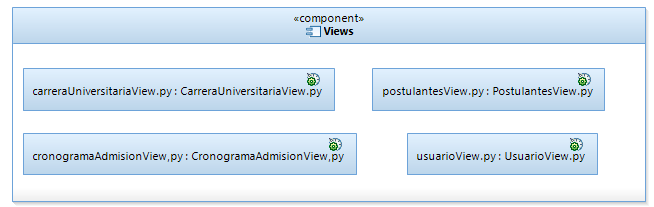 «component»
Views
carreraUniversitariaView.py : CarreraUniversitariaView.py
postulantesView.py : PostulantesView.py
cronogramaAdmisionView,py : CronogramaAdmisionView,py
usuarioView.py : UsuarioView.py